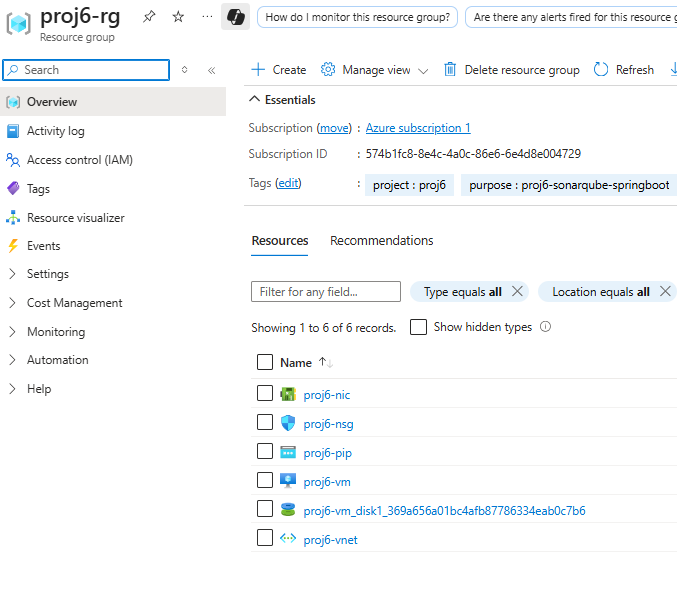 proj6-rg
Resource group
How do I monitor this resource group?
Are there any alerts fired for this resource
Search
Create
Manage view
Delete resource group
Refresh
Overview
Activity log
Access control (IAM)
Tags
Resource visualizer
Events
Settings
Cost Management
Monitoring
Automation
Help
Essentials
Subscription (move) : Azure subscription 1
Subscription ID : 574b1fc8-8e4c-4a0c-86e6-6e4d8e004729
Tags (edit) : project : proj6 purpose : proj6-sonarqube-springboot
Resources Recommendations
Filter for any field...
Type equals all
Location equals all
Showing 1 to 6 of 6 records.
Show hidden types
Name
proj6-nic
proj6-nsg
proj6-pip
proj6-vm
proj6-vm_disk1_369a656a01bc4afb87786334eab0c7b6
proj6-vnet